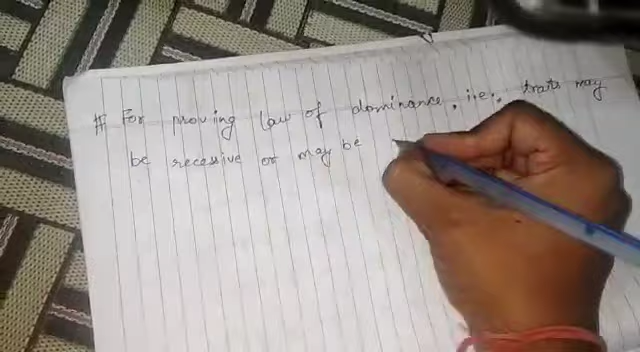 # For proving law of dominance. i.e., traits may
be recessive or may be